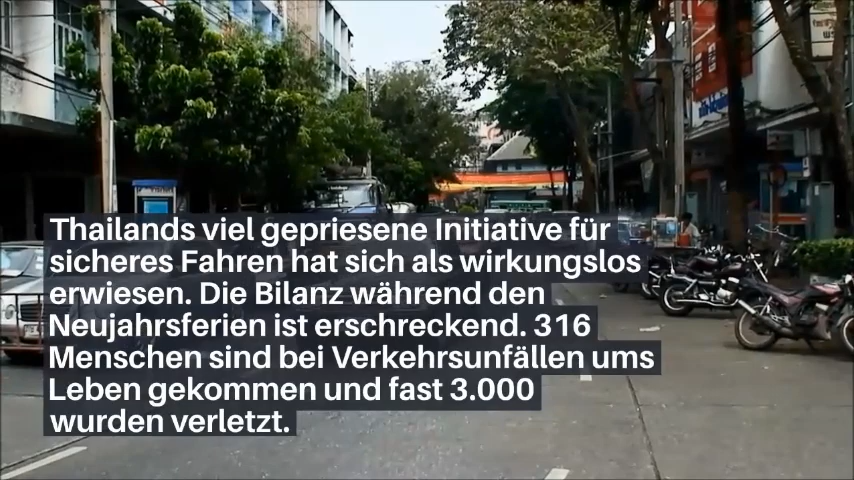 Thailands viel gepriesene Initiative für
sicheres Fahren hat sich als wirkungslos
erwiesen. Die Bilanz während den
Neujahrsferien ist erschreckend. 316
Menschen sind bei Verkehrsunfällen ums
Leben gekommen und fast 3.000
wurden verletzt.